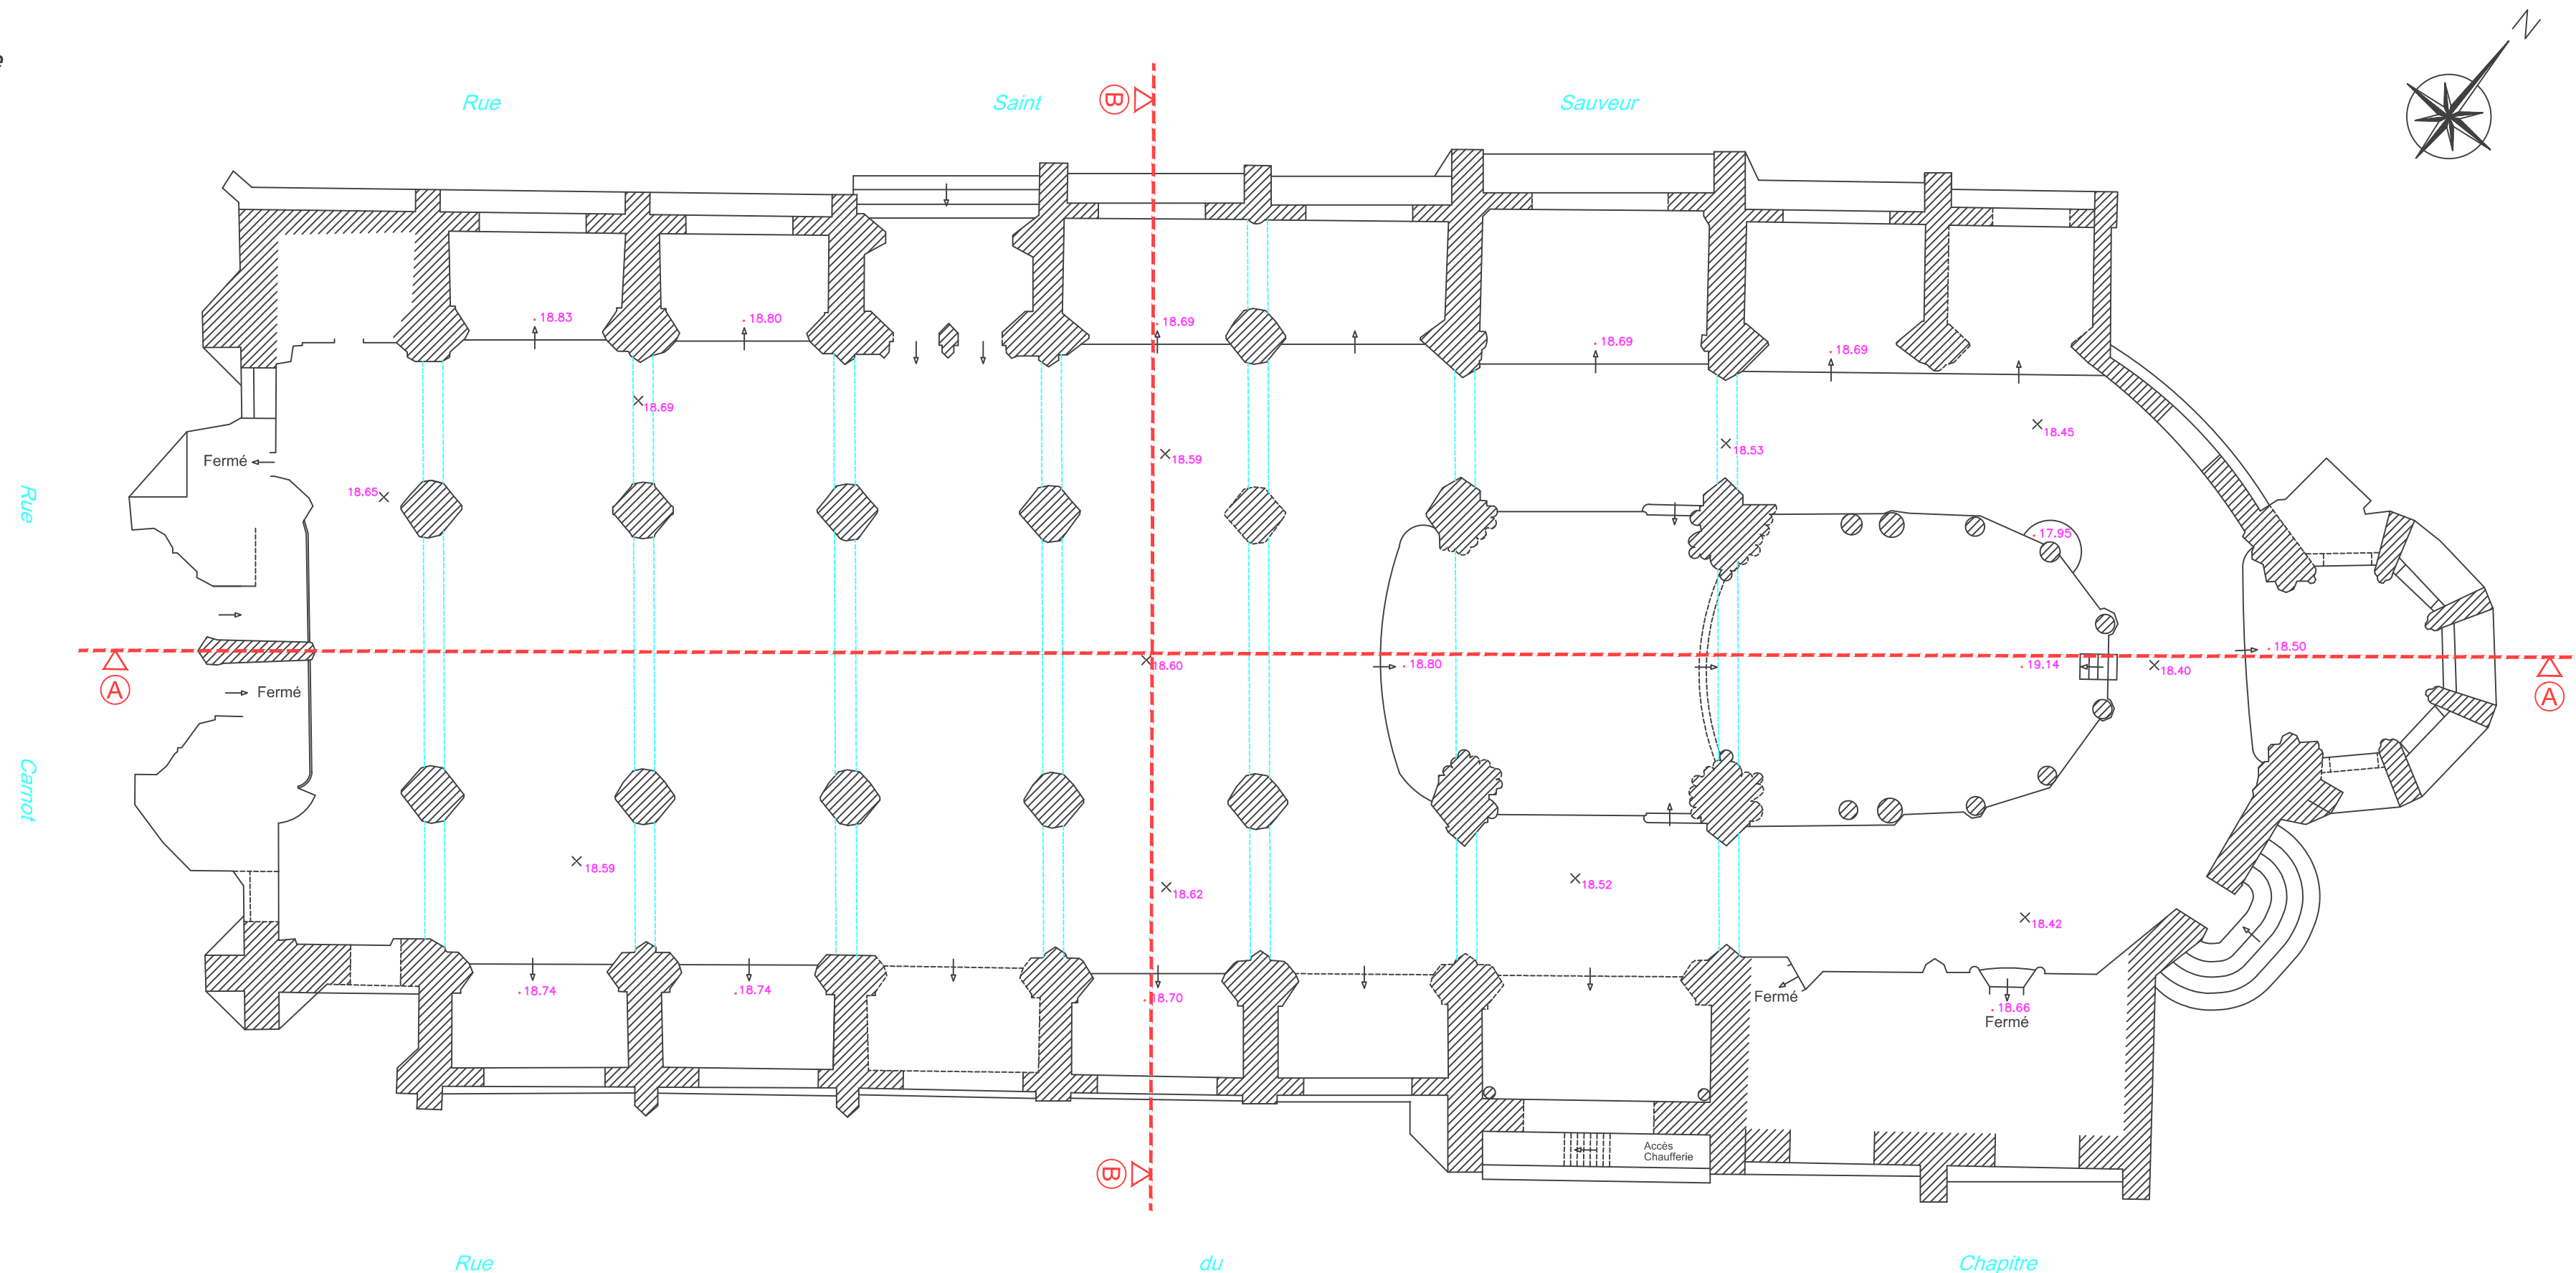 N
Rue Saint Sauveur
B
18.83
18.80
18.69
18.69
18.69
18.69
18.45
18.53
18.59
Fermé
18.65
Rue
17.95
18.60
18.80
19.14
18.40
18.50
A
A
Fermé
Carnot
18.59
18.62
18.52
18.42
18.74
18.74
18.70
Fermé
18.66
Fermé
Accès
Chaufferie
B
Rue du Chapitre